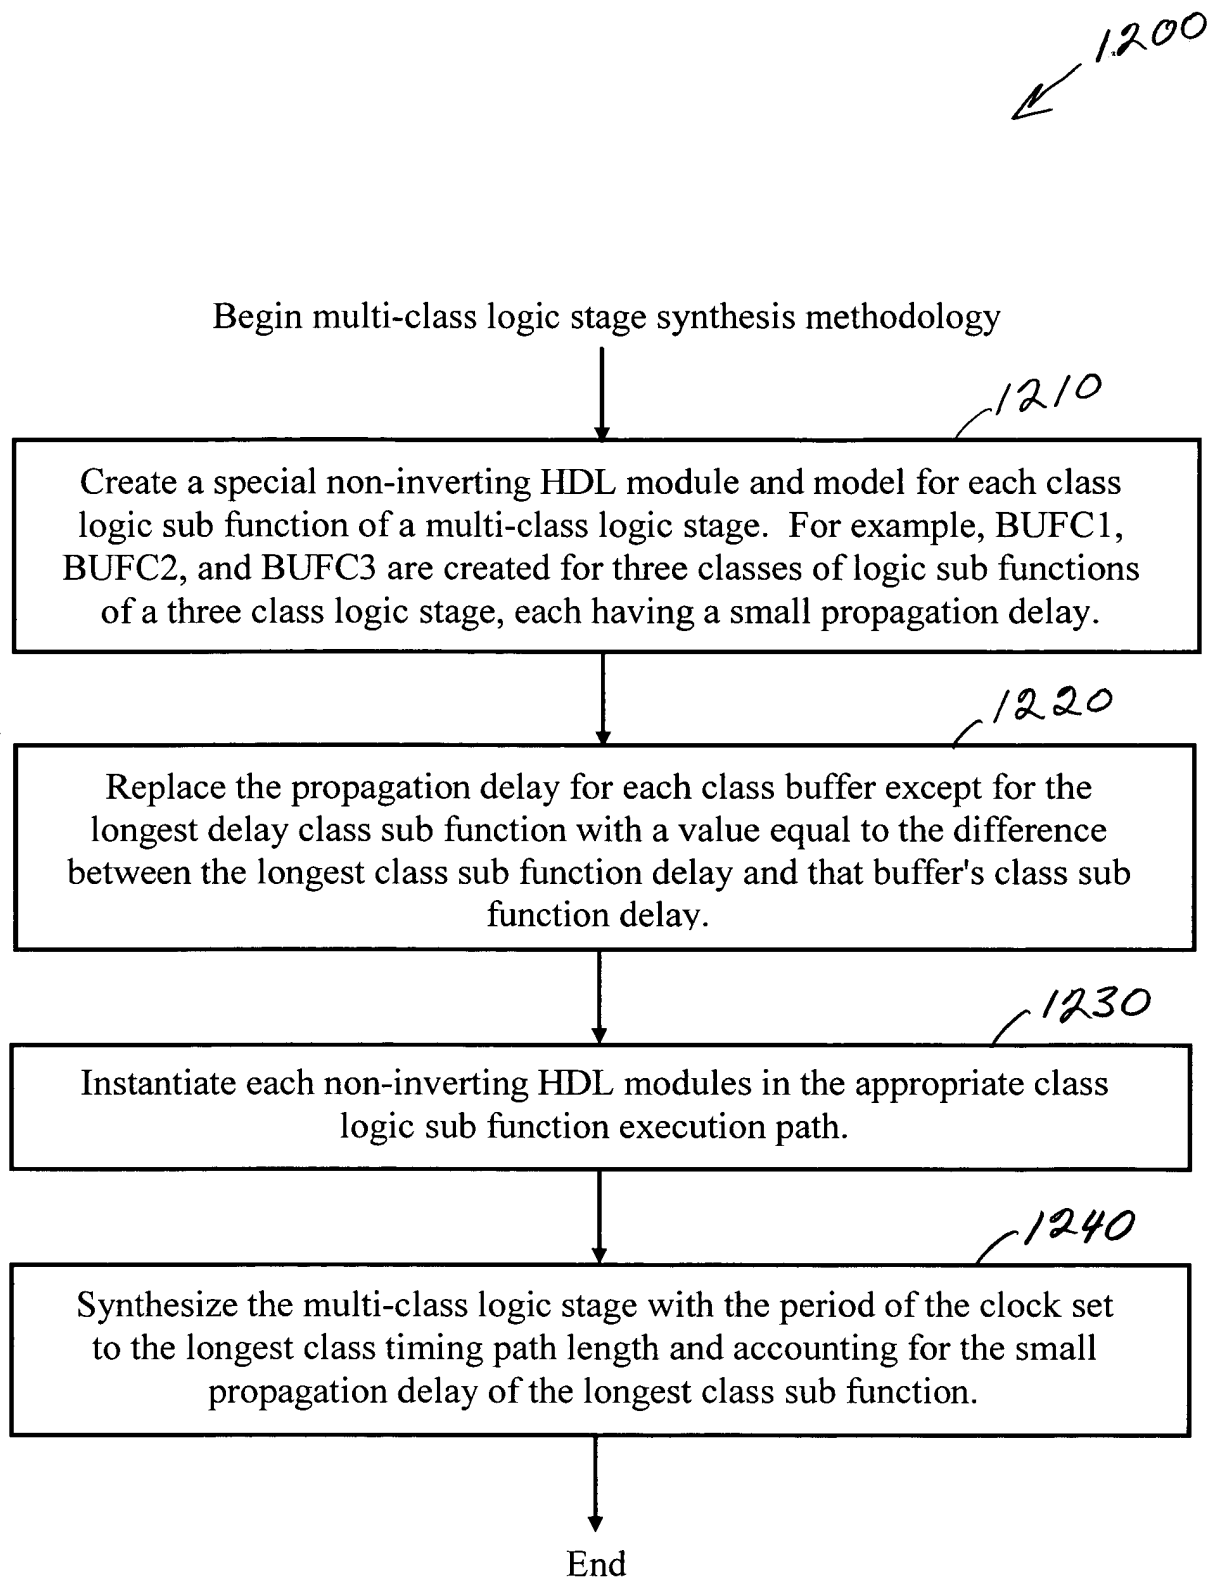 1200
Begin multi-class logic stage synthesis methodology
1210
Create a special non-inverting HDL module and model for each class
logic sub function of a multi-class logic stage. For example, BUFC1,
BUFC2, and BUFC3 are created for three classes of logic sub functions
of a three class logic stage, each having a small propagation delay.
1220
Replace the propagation delay for each class buffer except for the
longest delay class sub function with a value equal to the difference
between the longest class sub function delay and that buffer's class sub
function delay.
1230
Instantiate each non-inverting HDL modules in the appropriate class
logic sub function execution path.
1240
Synthesize the multi-class logic stage with the period of the clock set
to the longest class timing path length and accounting for the small
propagation delay of the longest class sub function.
End